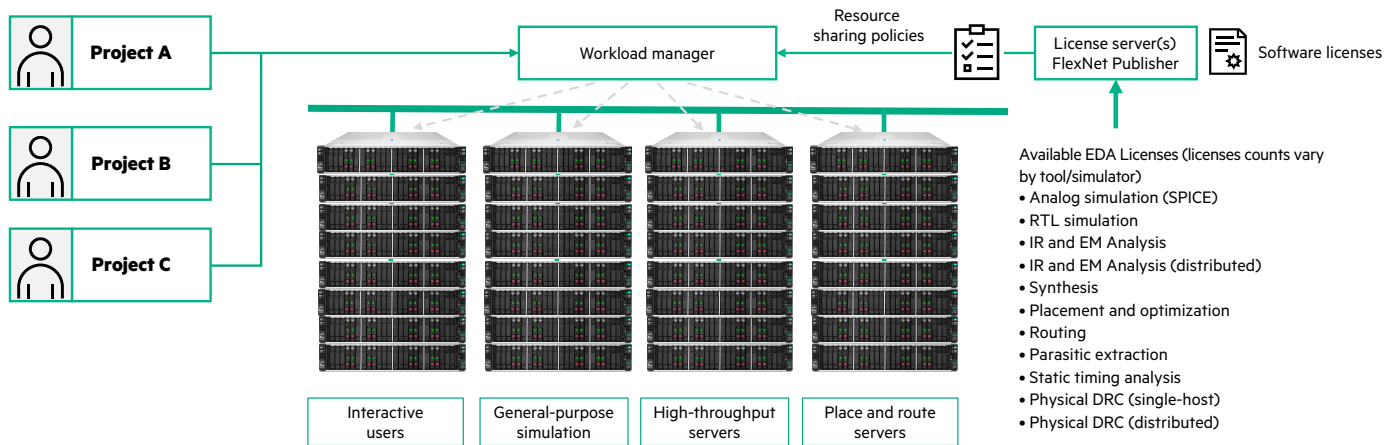 Project A
Project B
Project C
Workload manager
Resource
sharing policies
License server(s)
FlexNet Publisher
Software licenses
Available EDA Licenses (licenses counts vary
by tool/simulator)
• Analog simulation (SPICE)
• RTL simulation
• IR and EM Analysis
• IR and EM Analysis (distributed)
• Synthesis
• Placement and optimization
• Routing
• Parasitic extraction
• Static timing analysis
• Physical DRC (single-host)
• Physical DRC (distributed)
Interactive
users
General-purpose
simulation
High-throughput
servers
Place and route
servers